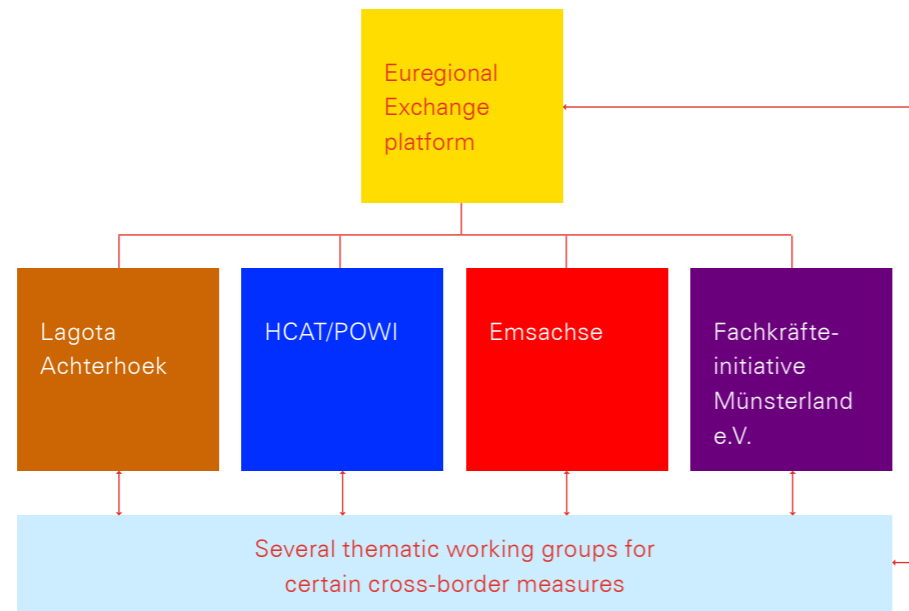 Euregional
Exchange
platform
Lagota
Achterhoek
HCAT/POWI
Emsachse
Fachkräfte-
initiative
Münsterland
e.V.
Several thematic working groups for
certain cross-border measures